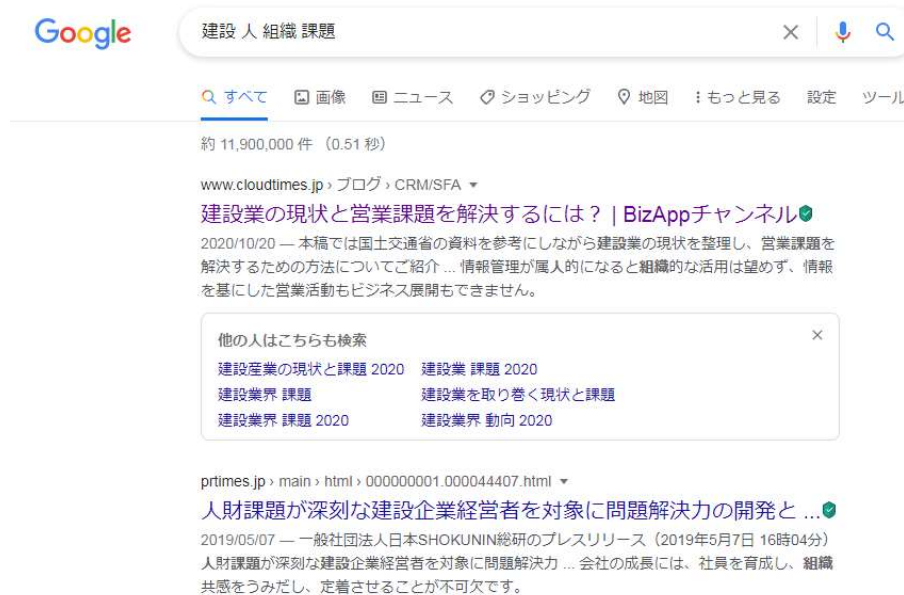 Google
建設 人 組織 課題
すべて 画像 ニュース ショッピング 地図 もっと見る 設定 ツール
約 11,900,000 件 （0.51 秒）
www.cloudtimes.jp › ブログ › CRM/SFA
建設業の現状と営業課題を解決するには？ | BizAppチャンネル
2020/10/20 — 本稿では国土交通省の資料を参考にしながら建設業の現状を整理し、営業課題を
解決するための方法についてご紹介 ... 情報管理が属人的になると組織的な活用は望めず、情報
を基にした営業活動もビジネス展開もできません。
他の人はこちらも検索
建設産業の現状と課題 2020 建設業 課題 2020
建設業界 課題 建設業を取り巻く現状と課題
建設業界 課題 2020 建設業界 動向 2020
prtimes.jp › main › html › 000000001.000044407.html
人財課題が深刻な建設企業経営者を対象に問題解決力の開発と ...
2019/05/07 — 一般社団法人日本SHOKUNIN総研のプレスリリース（2019年5月7日 16時04分）
人財課題が深刻な建設企業経営者を対象に問題解決力 ... 会社の成長には、社員を育成し、組織
共感をうみだし、定着させることが不可欠です。